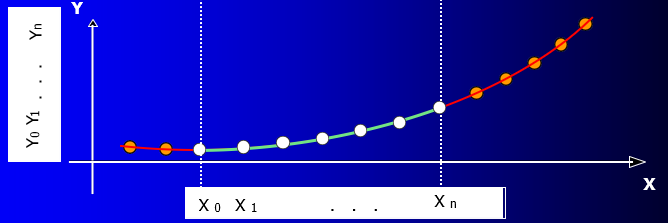 Y
Y0 Y1 . . . Yn
X
X0 X1 . . . Xn